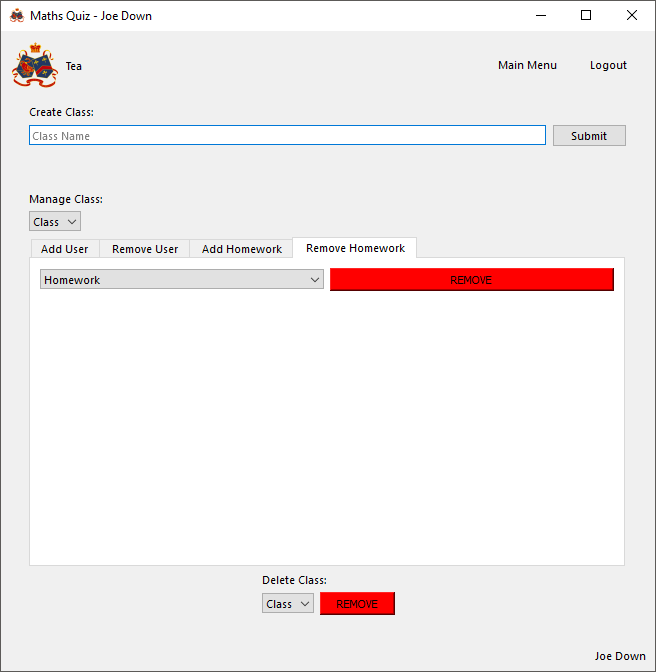 Maths Quiz - Joe Down
Tea
Main Menu
Logout
Create Class:
Class Name
Submit
Manage Class:
Class
Add User
Remove User
Add Homework
Remove Homework
Homework
REMOVE
Delete Class:
Class
REMOVE
Joe Down